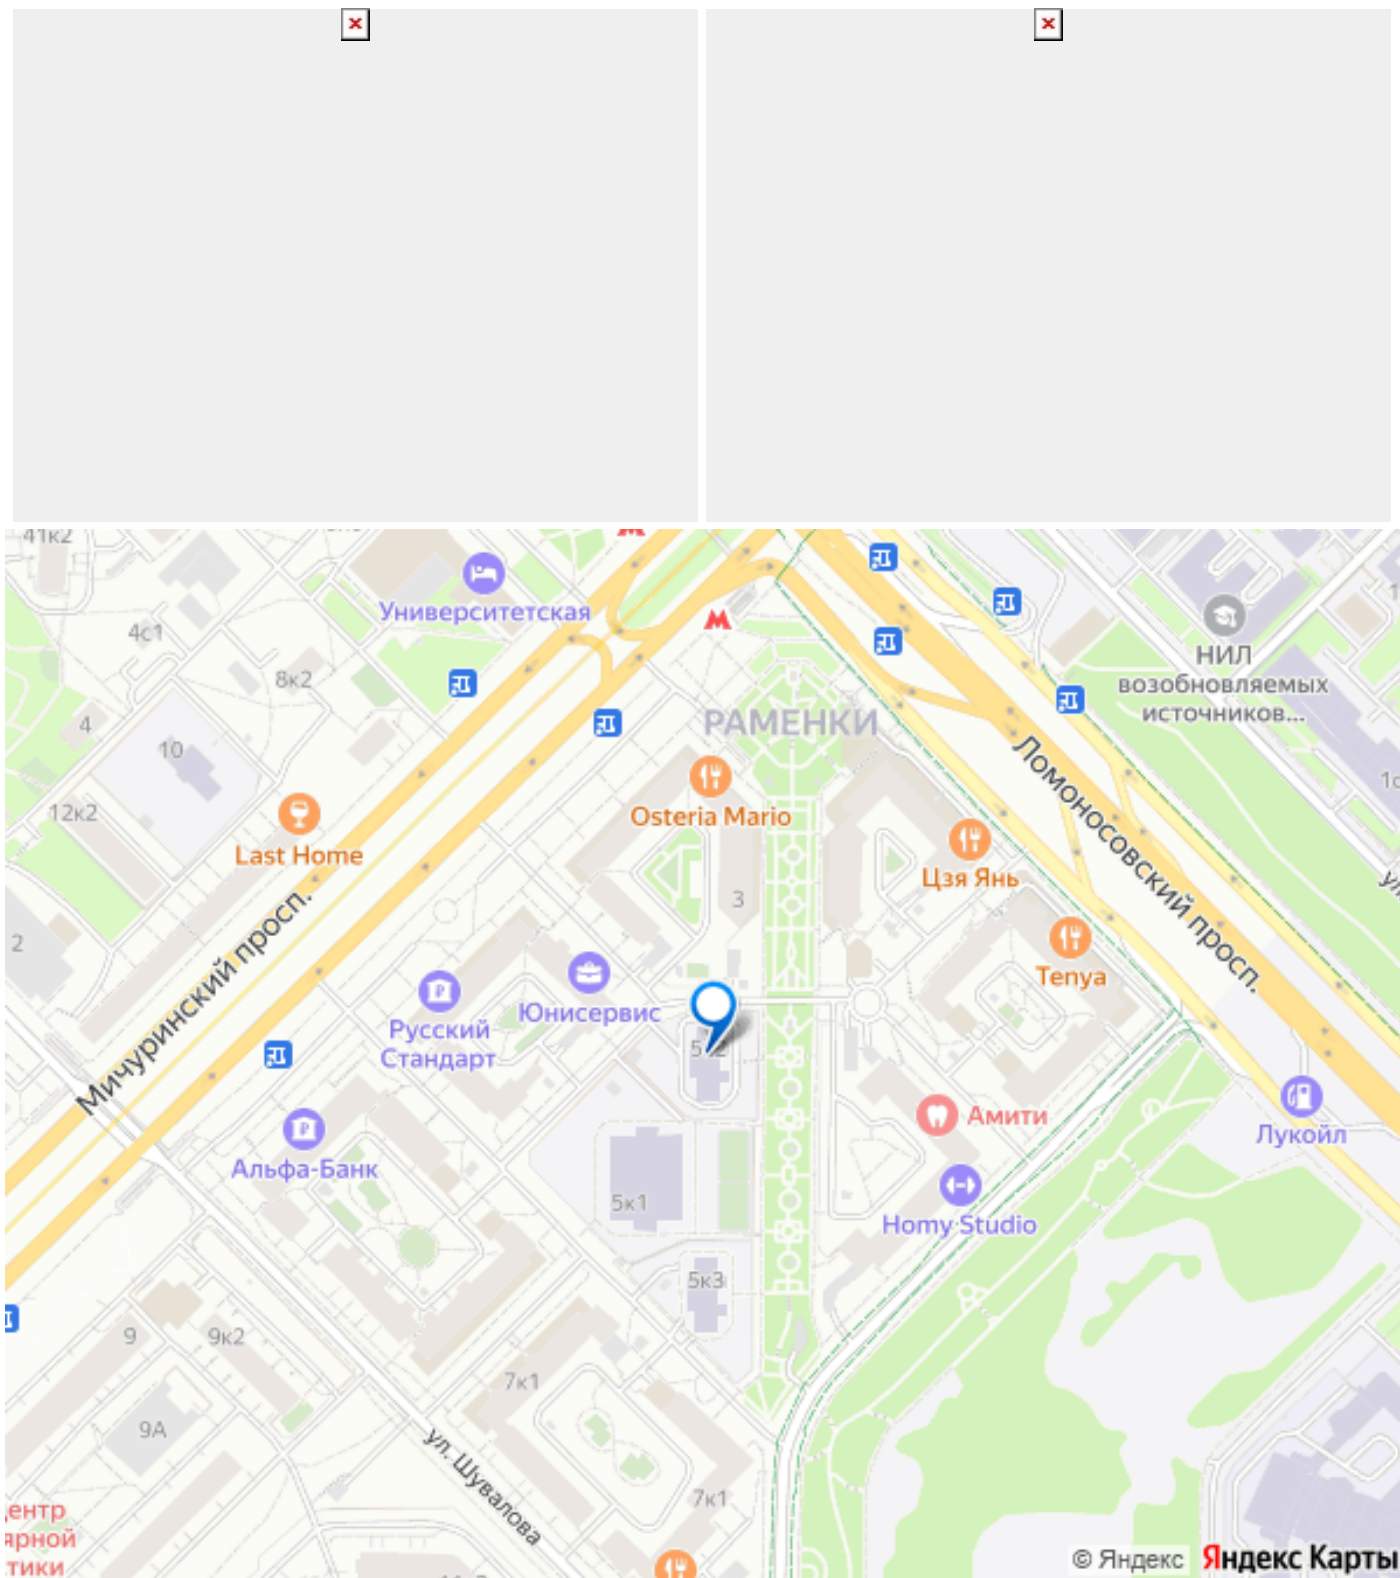 41к2
Университетская
4с1
НИЛ
возобновляемых
источников...
8к2
4
РАМЕНКИ
10
Ломоносовский просп.
12к2
Osteria Mario
Last Home
Цзя Янь
3
2
Tenya
Мичуринский просп.
Юнисервис
Русский
Стандарт
Амити
Лукойл
Альфа-Банк
5к1
Homy Studio
5к3
9
9к2
7к1
9А
ул. Шувалова
7к1
ентр
ярной
тики
© Яндекс
Яндекс Карты